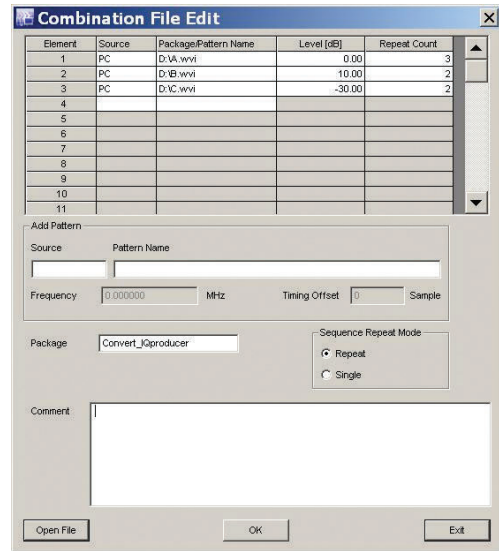 Combination File Edit
Element Source Package/Pattern Name Level [dB] Repeat Count
1 PC D:\A.wvi 0.00 3
2 PC D:\B.wvi 10.00 2
3 PC D:\C.wvi -30.00 2
4
5
6
7
8
9
10
11
Add Pattern
Source Pattern Name
Frequency 0.000000 MHz Timing Offset 0 Sample
Package Convert_IQproducer
Sequence Repeat Mode
Repeat
Single
Comment
Open File OK Exit